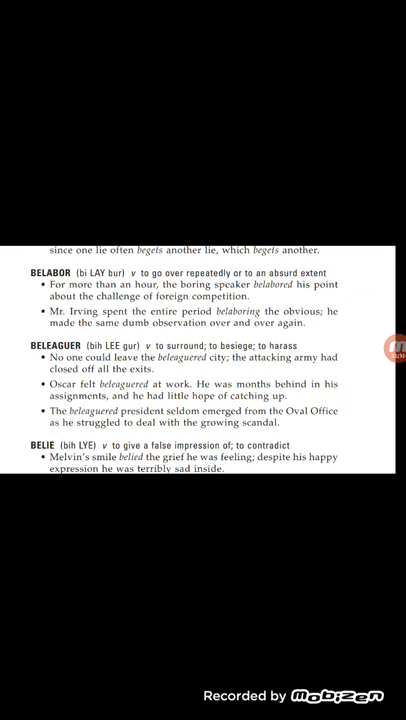 since one lie often begets another lie, which begets another.
BELABOR (bi LAY bur) v to go over repeatedly or to an absurd extent
• For more than an hour, the boring speaker belabored his point
about the challenge of foreign competition.
• Mr. Irving spent the entire period belaboring the obvious; he
made the same dumb observation over and over again.
BELEAGUER (bih LEE gur) v to surround; to besiege; to harass
• No one could leave the beleaguered city; the attacking army had
closed off all the exits.
• Oscar felt beleaguered at work. He was months behind in his
assignments, and he had little hope of catching up.
• The beleaguered president seldom emerged from the Oval Office
as he struggled to deal with the growing scandal.
BELIE (bih LYE) v to give a false impression of; to contradict
• Melvin's smile belied the grief he was feeling; despite his happy
expression he was terribly sad inside.
Recorded by mobizen